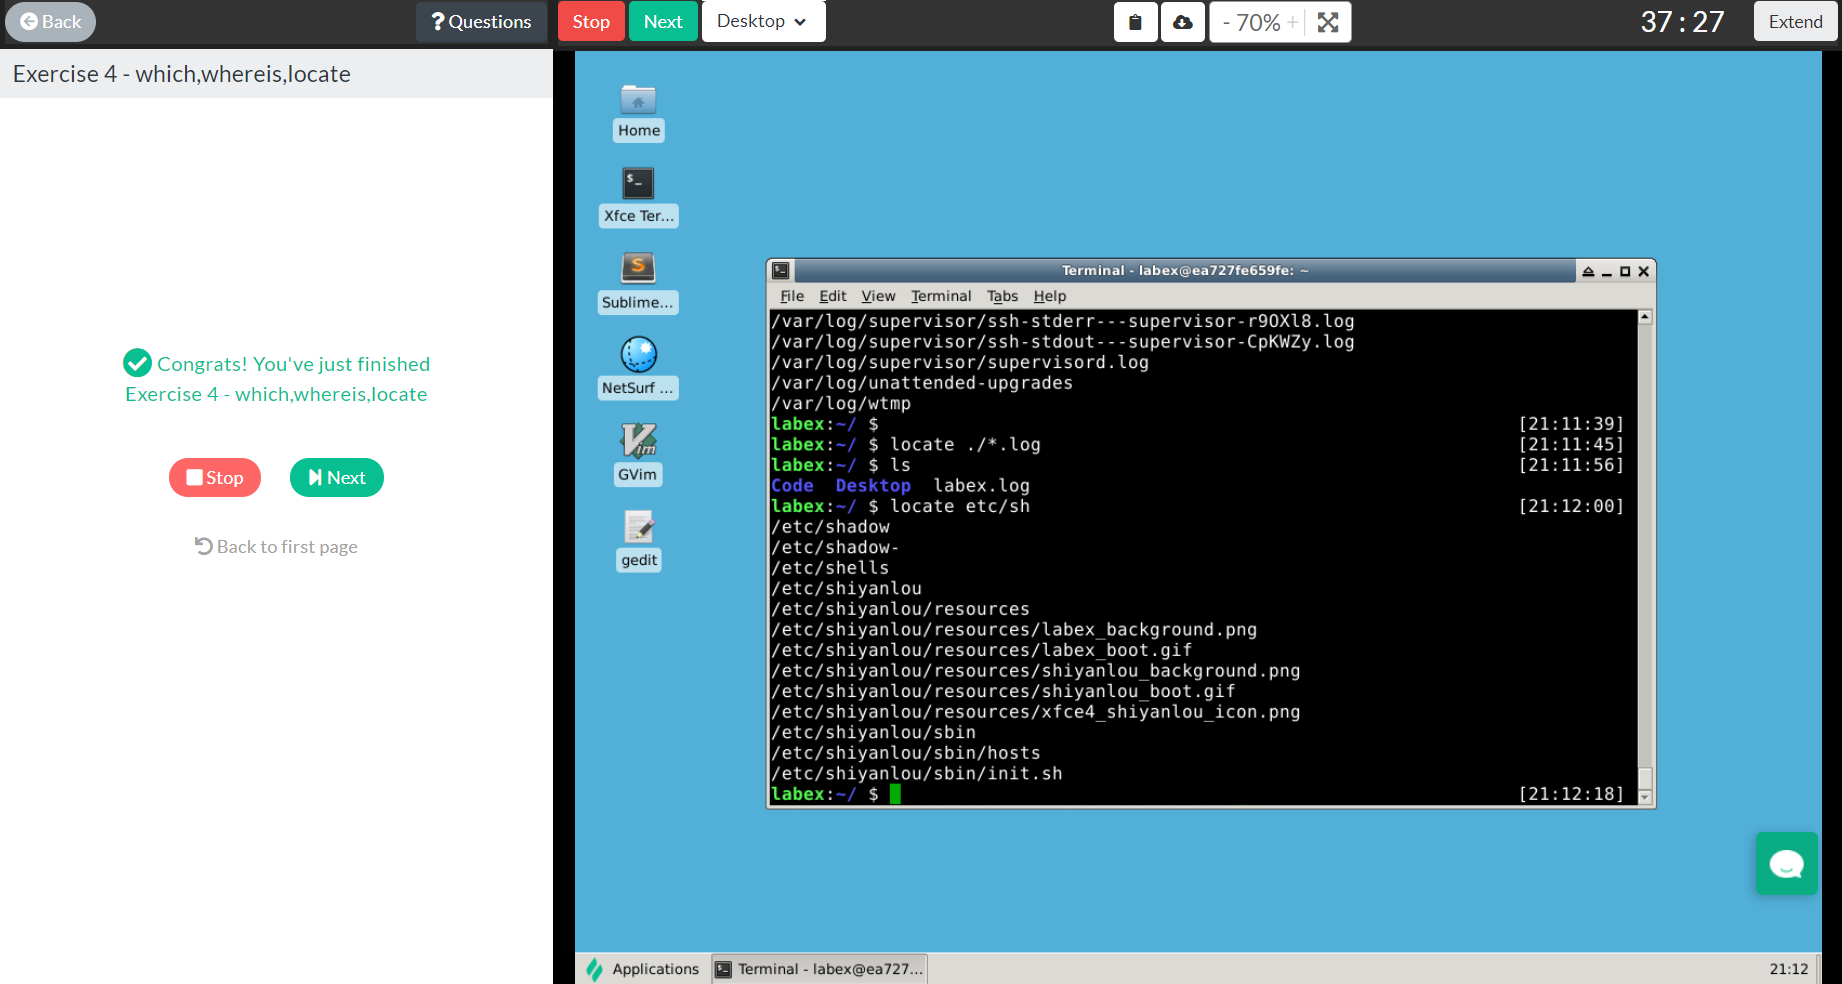 Back
? Questions
Stop
Next
Desktop
- 70% +
37 : 27
Extend
Exercise 4 - which,whereis,locate
Congrats! You've just finished
Exercise 4 - which,whereis,locate
Stop
Next
Back to first page
Home
$_
Xfce Ter...
S
Sublime...
NetSurf ...
Vim
GVim
gedit
Terminal - labex@ea727fe659fe: ~
File Edit View Terminal Tabs Help
/var/log/supervisor/ssh-stderr---supervisor-r9OXl8.log
/var/log/supervisor/ssh-stdout---supervisor-CpKWZy.log
/var/log/supervisor/supervisord.log
/var/log/unattended-upgrades
/var/log/wtmp
labex:~/ $ [21:11:39]
labex:~/ $ locate ./*.log [21:11:45]
labex:~/ $ ls [21:11:56]
Code Desktop labex.log
labex:~/ $ locate etc/sh [21:12:00]
/etc/shadow
/etc/shadow-
/etc/shells
/etc/shiyanlou
/etc/shiyanlou/resources
/etc/shiyanlou/resources/labex_background.png
/etc/shiyanlou/resources/labex_boot.gif
/etc/shiyanlou/resources/shiyanlou_background.png
/etc/shiyanlou/resources/shiyanlou_boot.gif
/etc/shiyanlou/resources/xfce4_shiyanlou_icon.png
/etc/shiyanlou/sbin
/etc/shiyanlou/sbin/hosts
/etc/shiyanlou/sbin/init.sh
labex:~/ $ [21:12:18]
Applications
Terminal - labex@ea727...
21:12